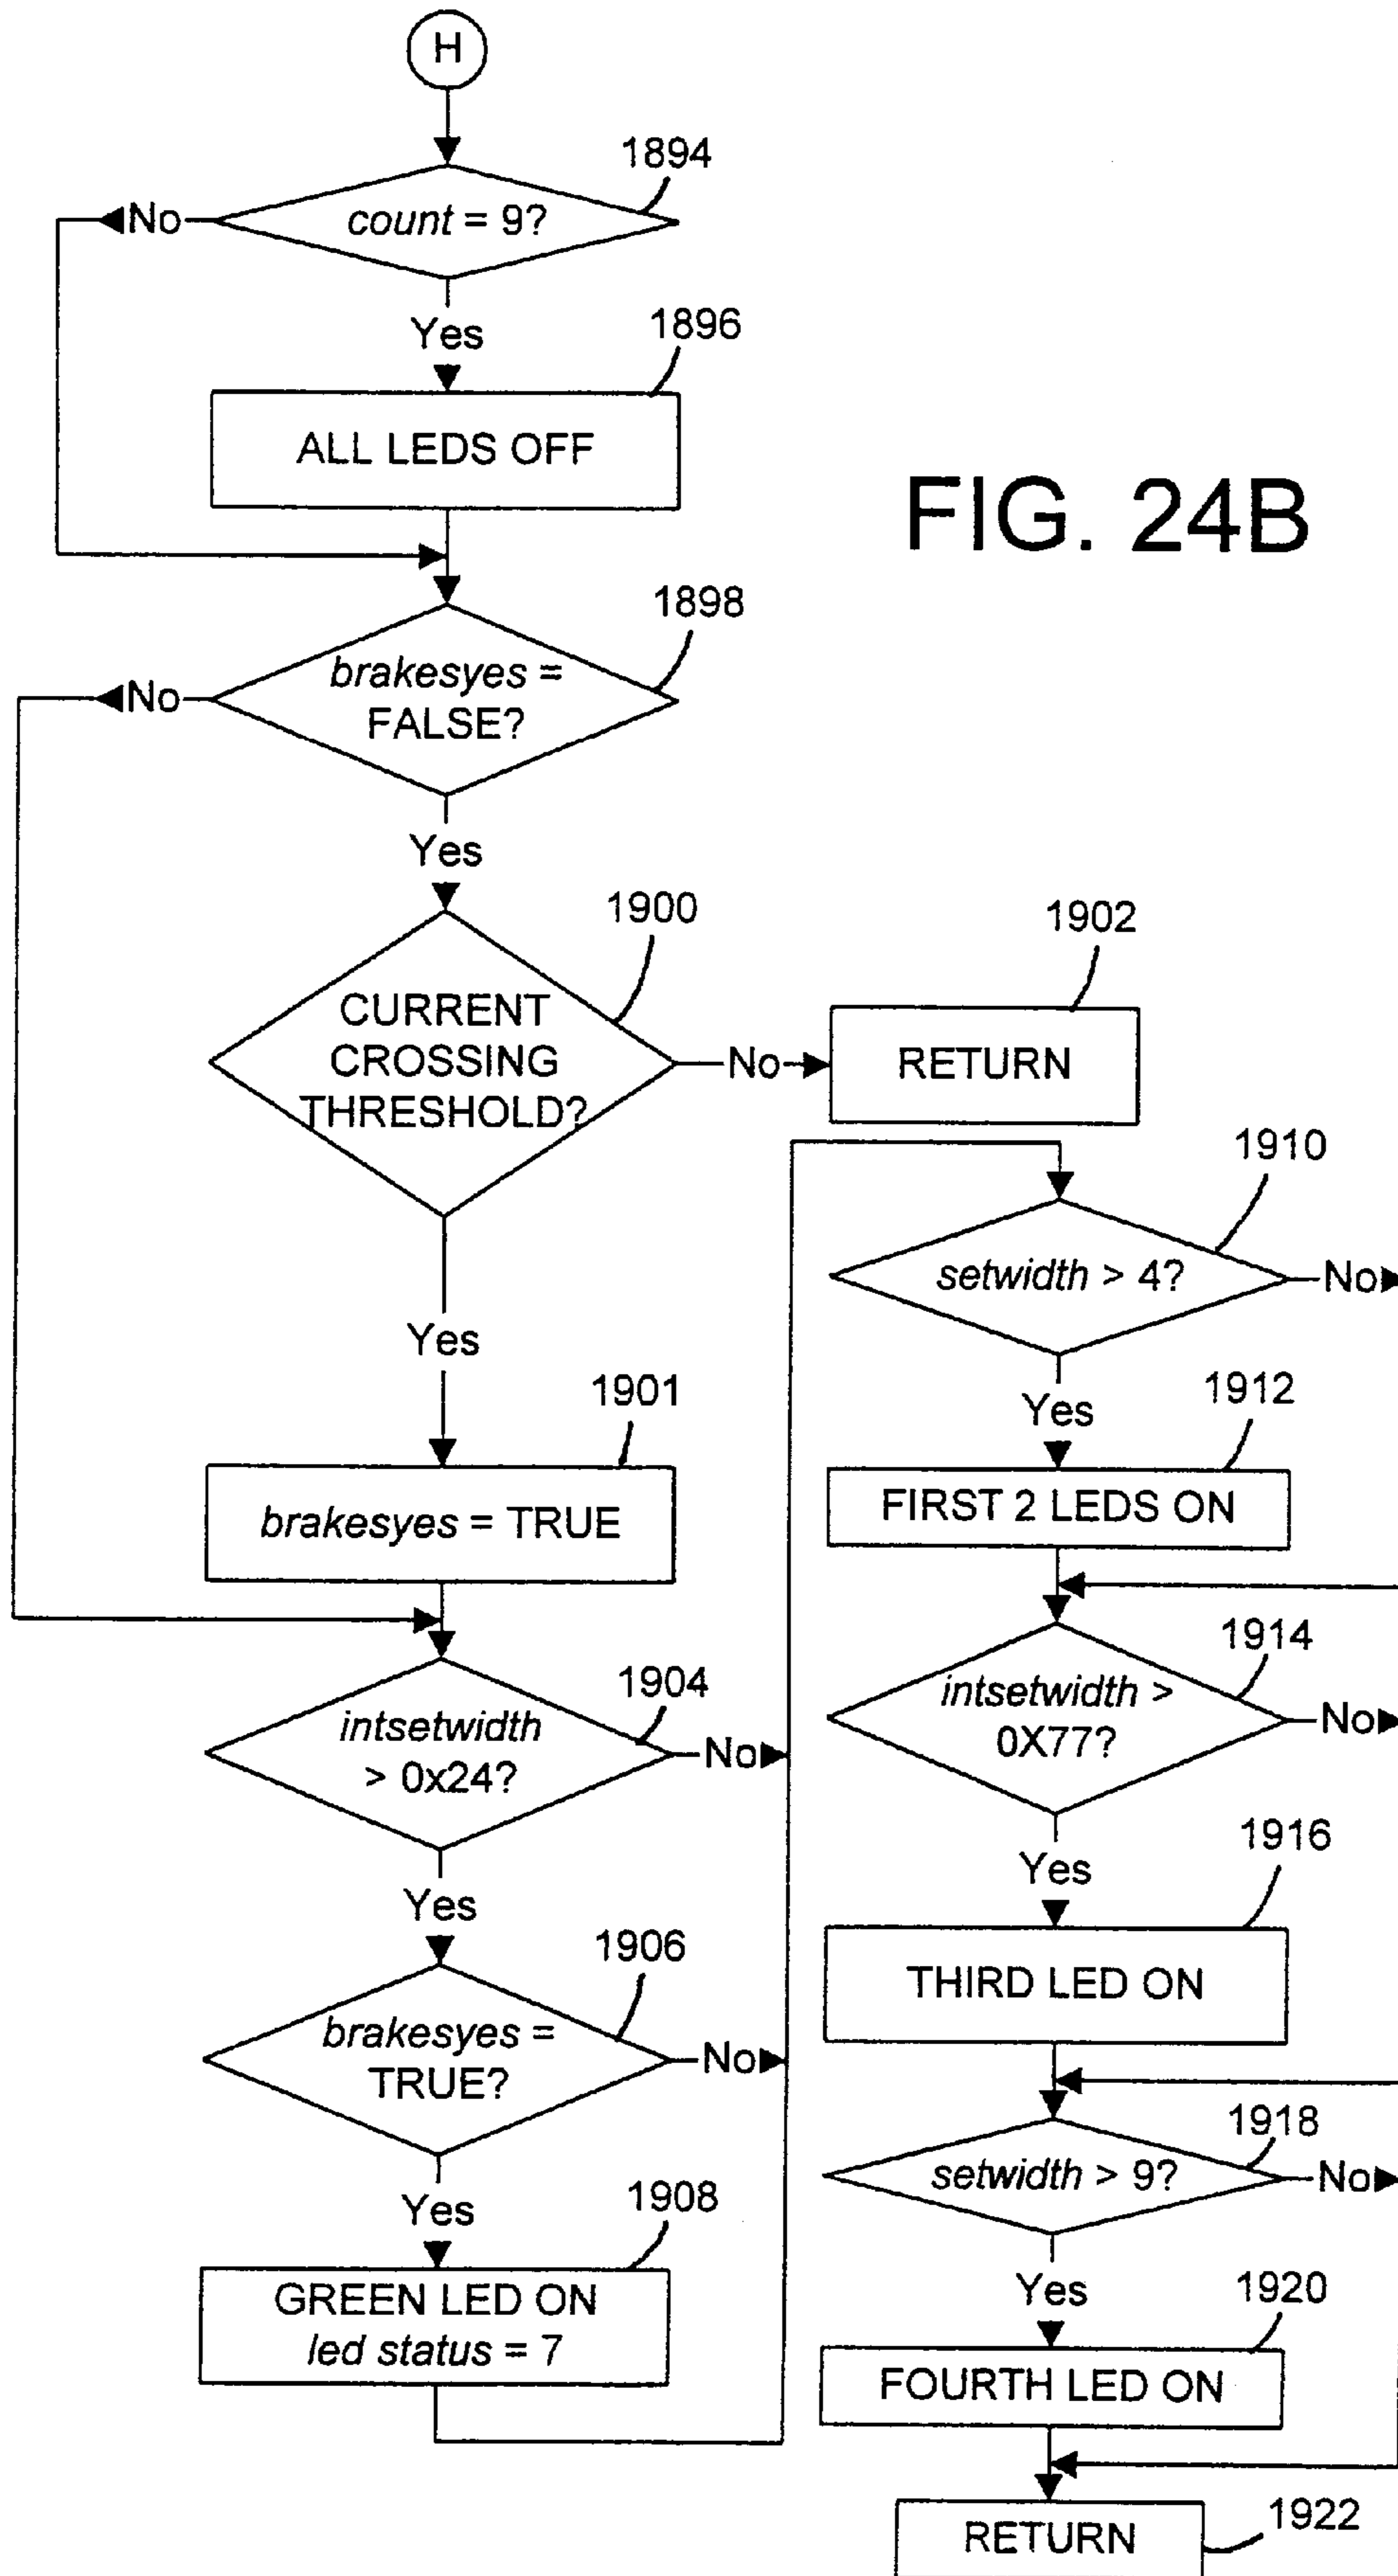 H
1894
count = 9?
No
Yes
1896
ALL LEDS OFF
FIG. 24B
1898
brakesyes =
FALSE?
No
Yes
1900
CURRENT
CROSSING
THRESHOLD?
No
1902
RETURN
Yes
1901
brakesyes = TRUE
1904
intsetwidth
> 0x24?
No
Yes
1906
brakesyes =
TRUE?
No
Yes
1908
GREEN LED ON
led status = 7
1910
setwidth > 4?
No
Yes
1912
FIRST 2 LEDS ON
1914
intsetwidth >
0X77?
No
Yes
1916
THIRD LED ON
1918
setwidth > 9?
No
Yes
1920
FOURTH LED ON
RETURN
1922